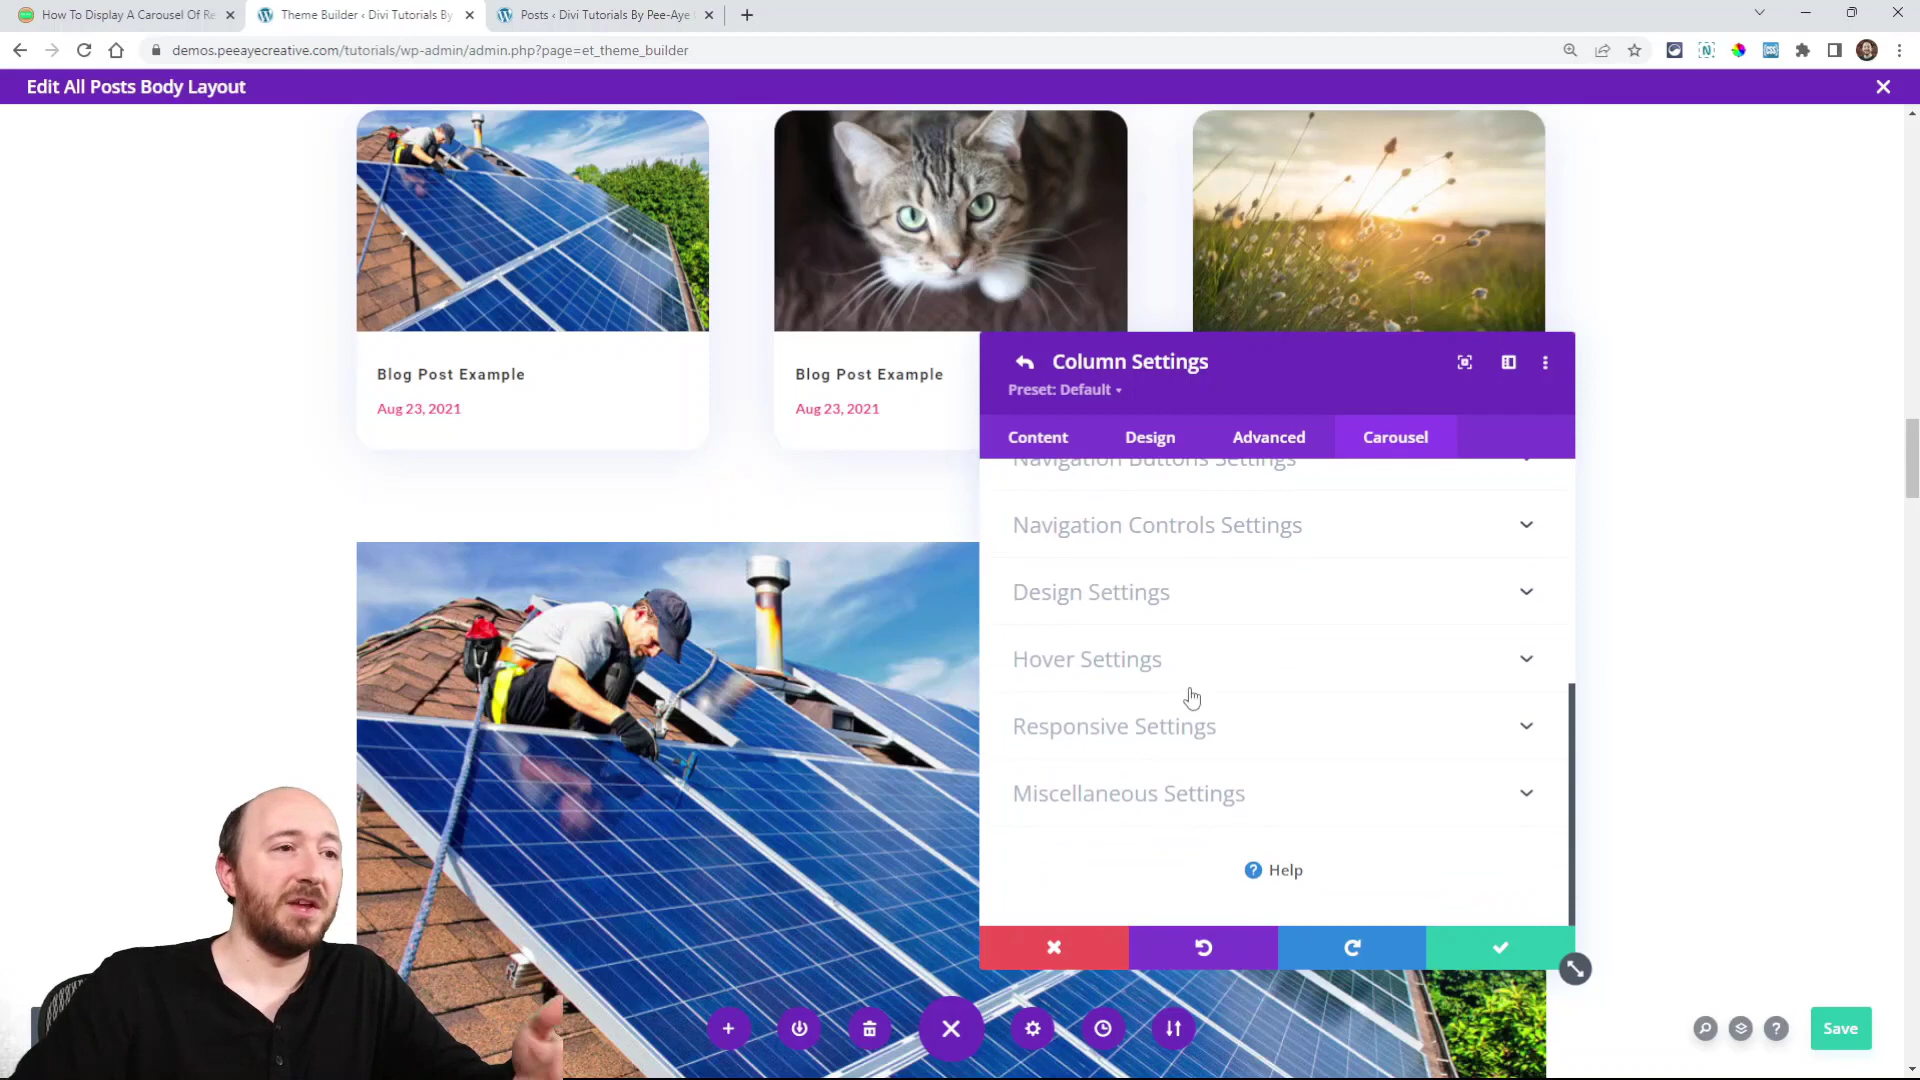 How To Display A Carousel Of Re
Theme Builder ‹ Divi Tutorials By
Posts ‹ Divi Tutorials By Pee-Aye
demos.peeayecreative.com/tutorials/wp-admin/admin.php?page=et_theme_builder
Edit All Posts Body Layout
Blog Post Example
Aug 23, 2021
Blog Post Example
Aug 23, 2021
Column Settings
Preset: Default
Content
Design
Advanced
Carousel
Navigation Buttons Settings
Navigation Controls Settings
Design Settings
Hover Settings
Responsive Settings
Miscellaneous Settings
? Help
Save